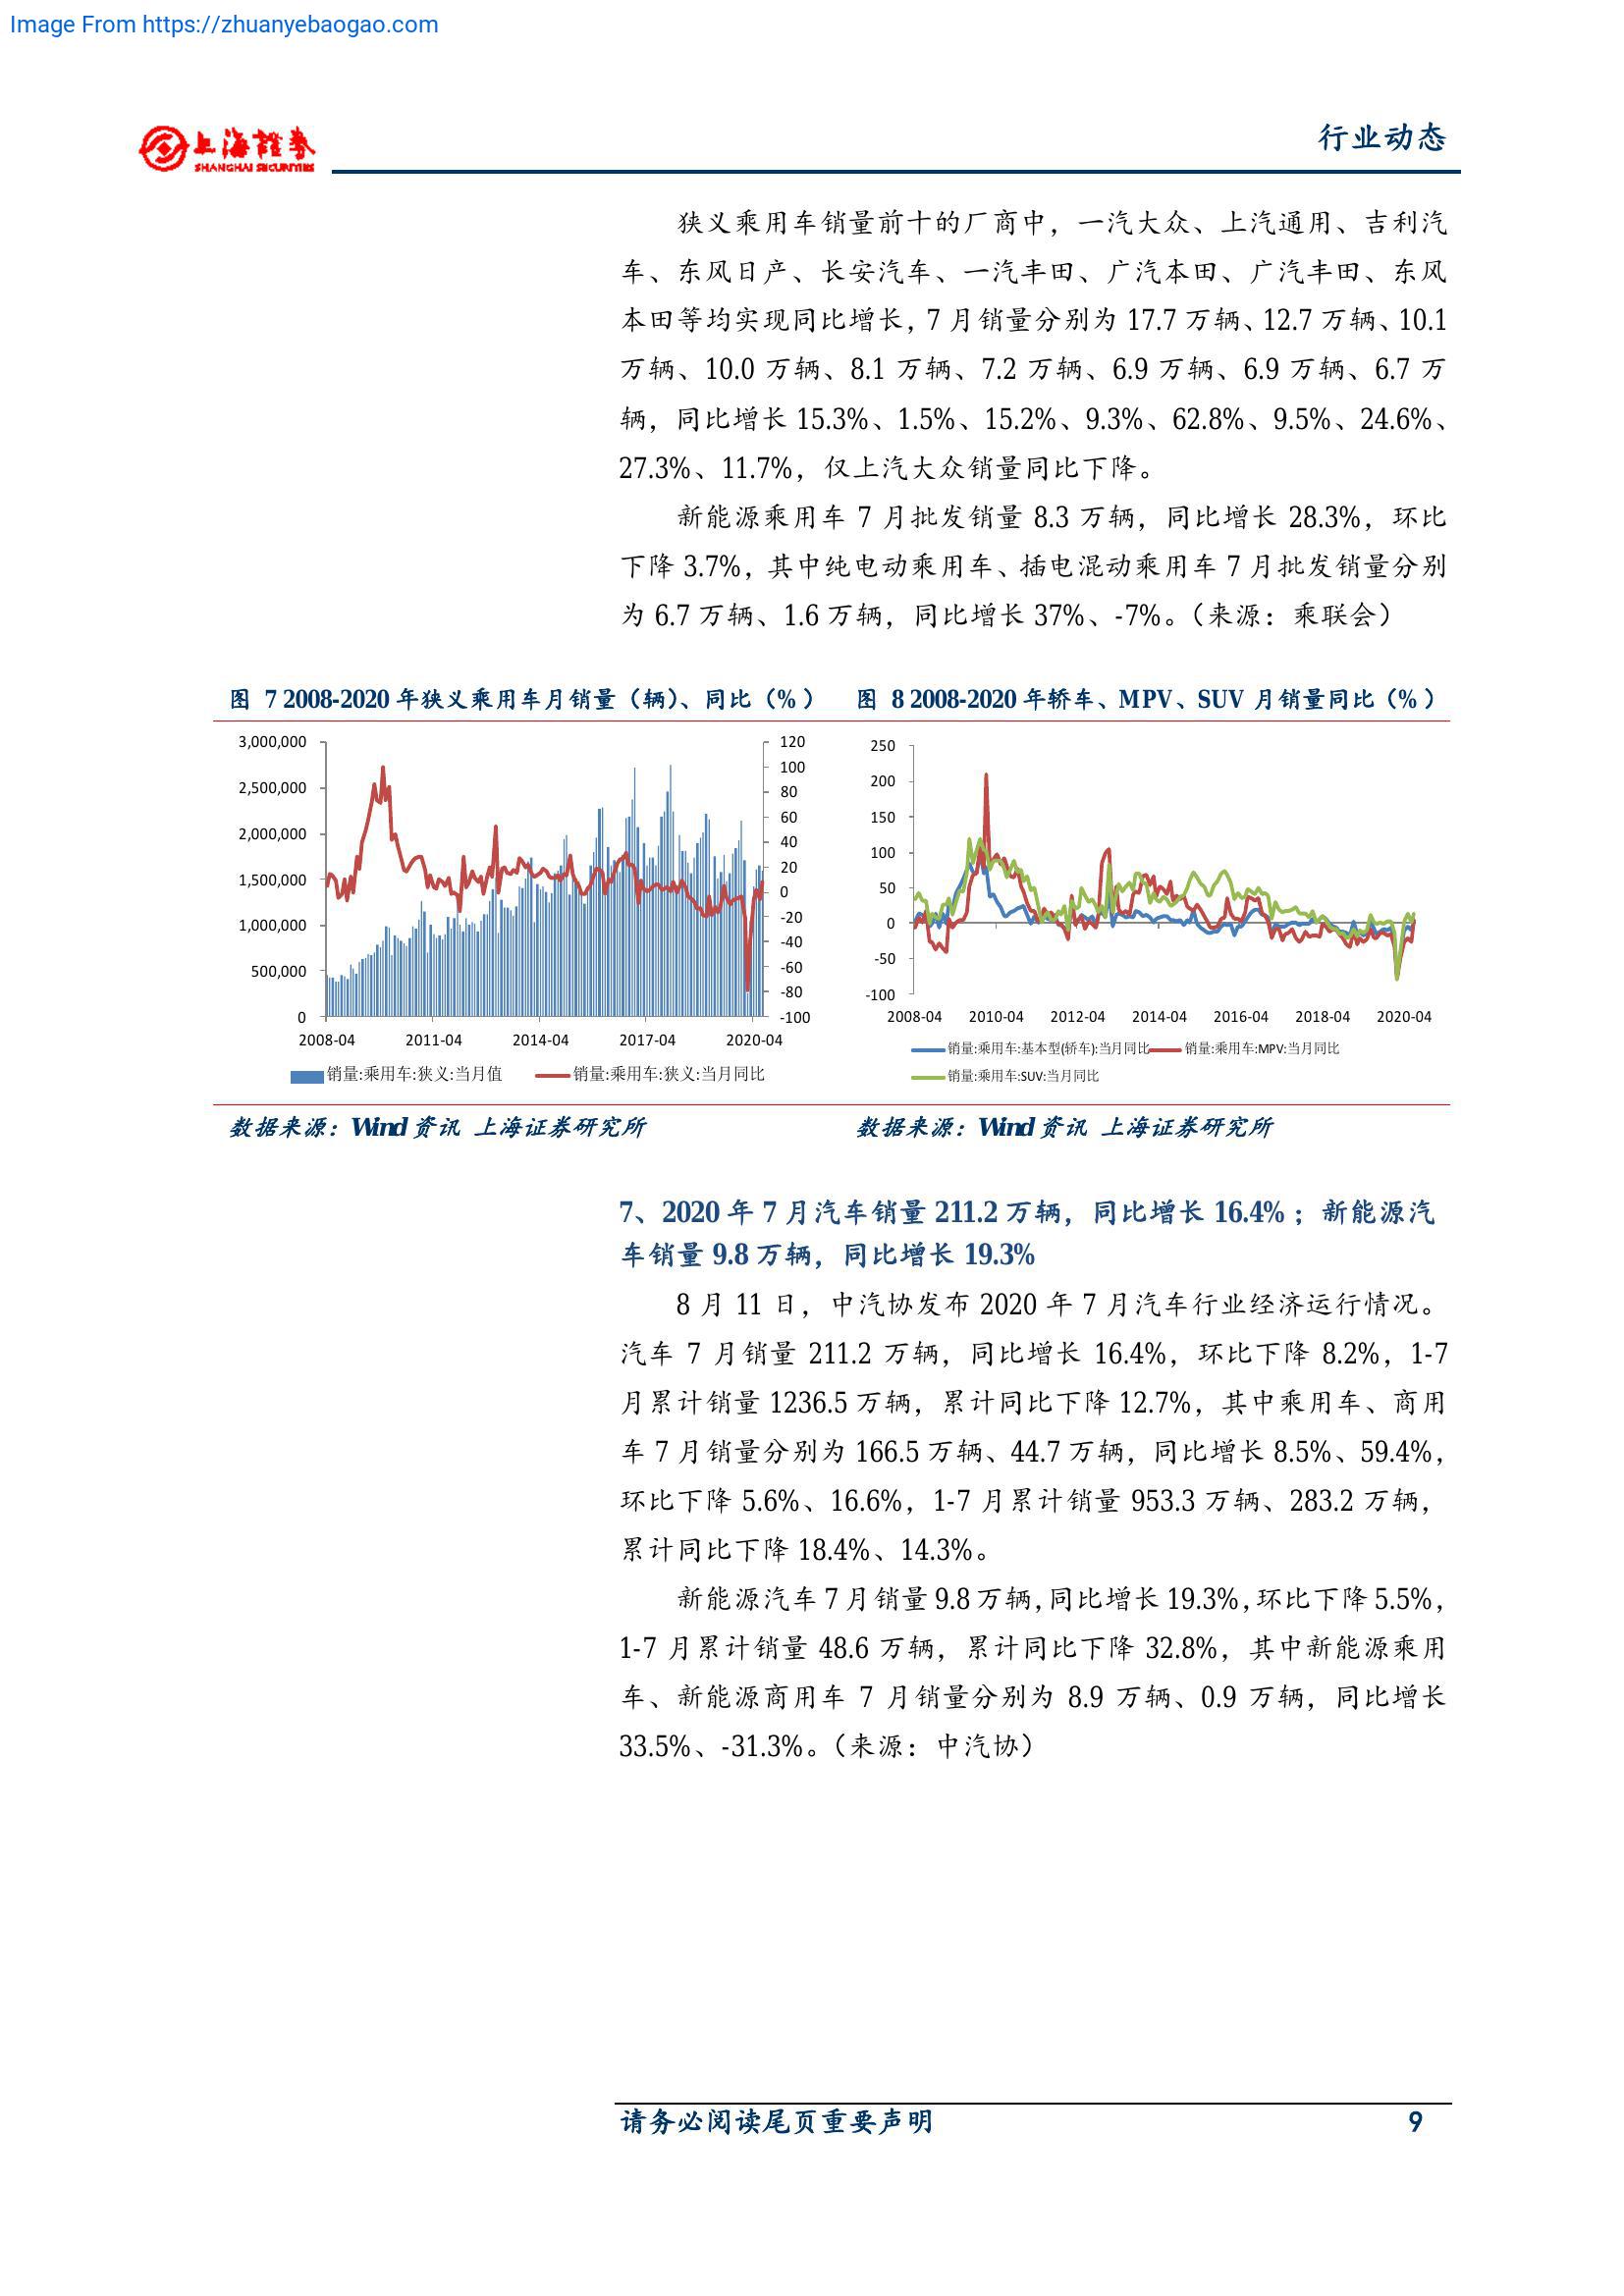 Image From https://zhuanyebaogao.com
上海證券
SHANGHAI SECURITIES
行业动态
狭义乘用车销量前十的厂商中，一汽大众、上汽通用、吉利汽
车、东风日产、长安汽车、一汽丰田、广汽本田、广汽丰田、东风
本田等均实现同比增长，7 月销量分别为 17.7 万辆、12.7 万辆、10.1
万辆、10.0 万辆、8.1 万辆、7.2 万辆、6.9 万辆、6.9 万辆、6.7 万
辆，同比增长 15.3%、1.5%、15.2%、9.3%、62.8%、9.5%、24.6%、
27.3%、11.7%，仅上汽大众销量同比下降。
新能源乘用车 7 月批发销量 8.3 万辆，同比增长 28.3%，环比
下降 3.7%，其中纯电动乘用车、插电混动乘用车 7 月批发销量分别
为 6.7 万辆、1.6 万辆，同比增长 37%、-7%。（来源：乘联会）
图 7 2008-2020 年狭义乘用车月销量（辆）、同比（%）
3,000,000
2,500,000
2,000,000
1,500,000
1,000,000
500,000
0
120
100
80
60
40
20
0
-20
-40
-60
-80
-100
2008-04 2011-04 2014-04 2017-04 2020-04
销量:乘用车:狭义:当月值 销量:乘用车:狭义:当月同比
数据来源：Wind 资讯 上海证券研究所
图 8 2008-2020 年轿车、MPV、SUV 月销量同比（%）
250
200
150
100
50
0
-50
-100
2008-04 2010-04 2012-04 2014-04 2016-04 2018-04 2020-04
销量:乘用车:基本型(轿车):当月同比 销量:乘用车:MPV:当月同比
销量:乘用车:SUV:当月同比
数据来源：Wind 资讯 上海证券研究所
7、2020 年 7 月汽车销量 211.2 万辆，同比增长 16.4%；新能源汽
车销量 9.8 万辆，同比增长 19.3%
8 月 11 日，中汽协发布 2020 年 7 月汽车行业经济运行情况。
汽车 7 月销量 211.2 万辆，同比增长 16.4%，环比下降 8.2%，1-7
月累计销量 1236.5 万辆，累计同比下降 12.7%，其中乘用车、商用
车 7 月销量分别为 166.5 万辆、44.7 万辆，同比增长 8.5%、59.4%，
环比下降 5.6%、16.6%，1-7 月累计销量 953.3 万辆、283.2 万辆，
累计同比下降 18.4%、14.3%。
新能源汽车 7 月销量 9.8 万辆，同比增长 19.3%，环比下降 5.5%，
1-7 月累计销量 48.6 万辆，累计同比下降 32.8%，其中新能源乘用
车、新能源商用车 7 月销量分别为 8.9 万辆、0.9 万辆，同比增长
33.5%、-31.3%。（来源：中汽协）
请务必阅读尾页重要声明
9